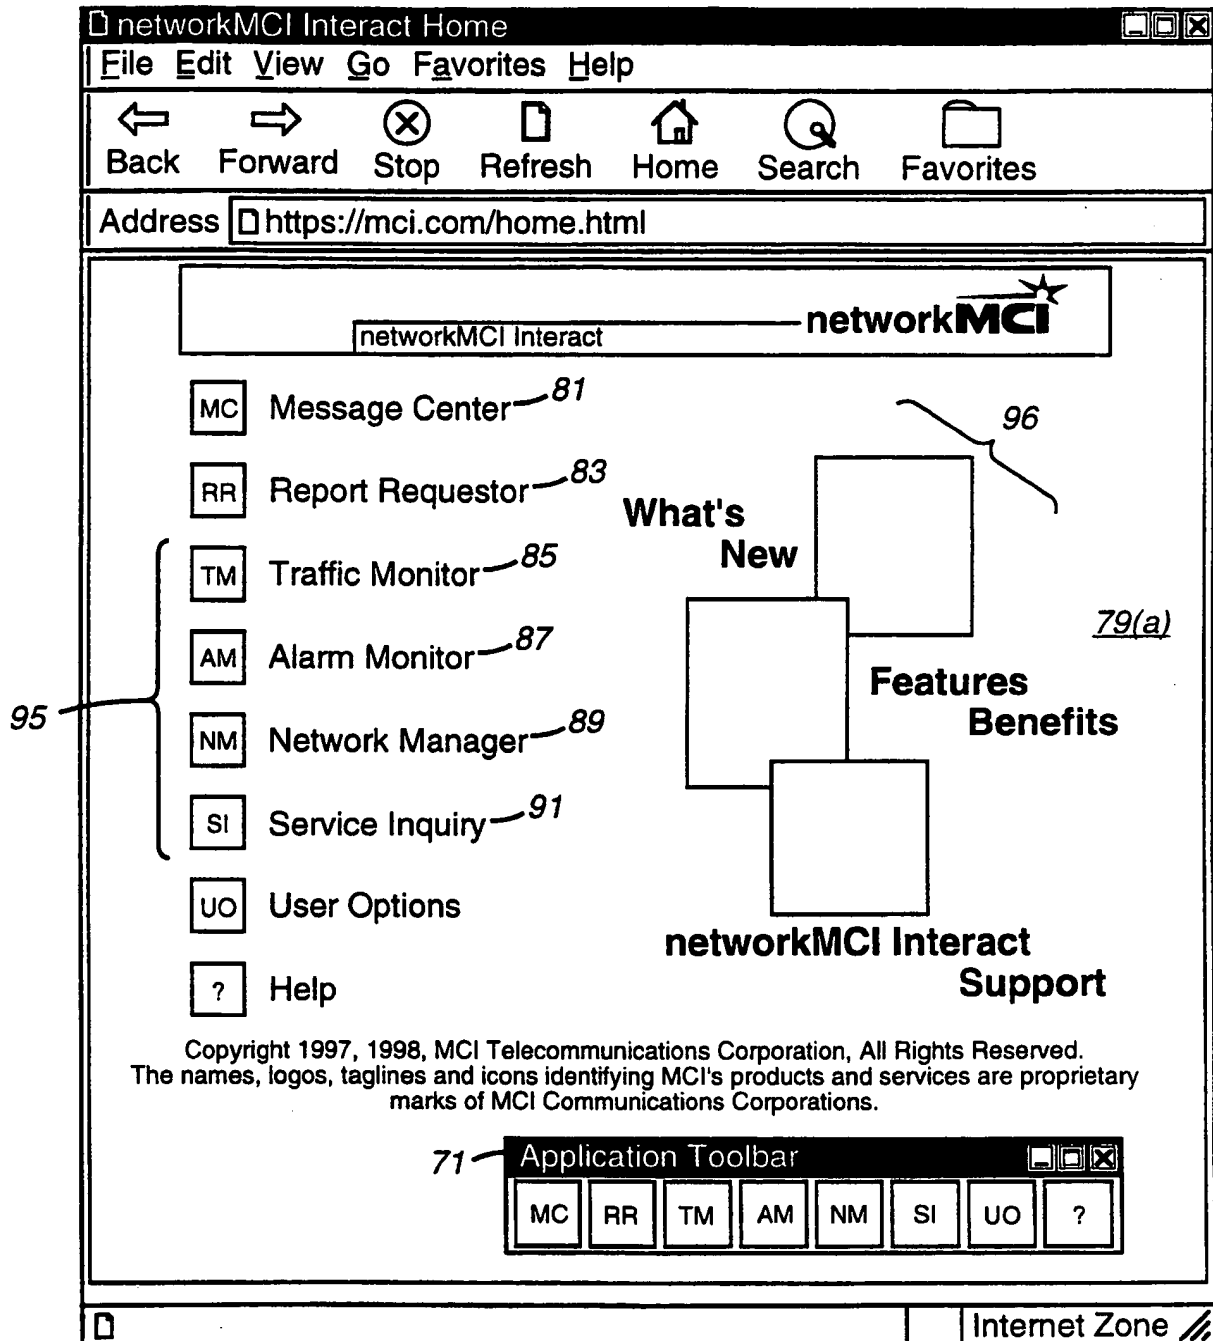 networkMCI Interact Home
File Edit View Go Favorites Help
Back Forward Stop Refresh Home Search Favorites
Address https://mci.com/home.html
networkMCI
networkMCI Interact
MC Message Center 81
96
RR Report Requestor 83
What's
New
TM Traffic Monitor 85
79(a)
AM Alarm Monitor 87
Features
Benefits
95
NM Network Manager 89
SI Service Inquiry 91
UO User Options
networkMCI Interact
Support
? Help
Copyright 1997, 1998, MCI Telecommunications Corporation, All Rights Reserved.
The names, logos, taglines and icons identifying MCI's products and services are proprietary
marks of MCI Communications Corporations.
71 Application Toolbar
MC RR TM AM NM SI UO ?
Internet Zone